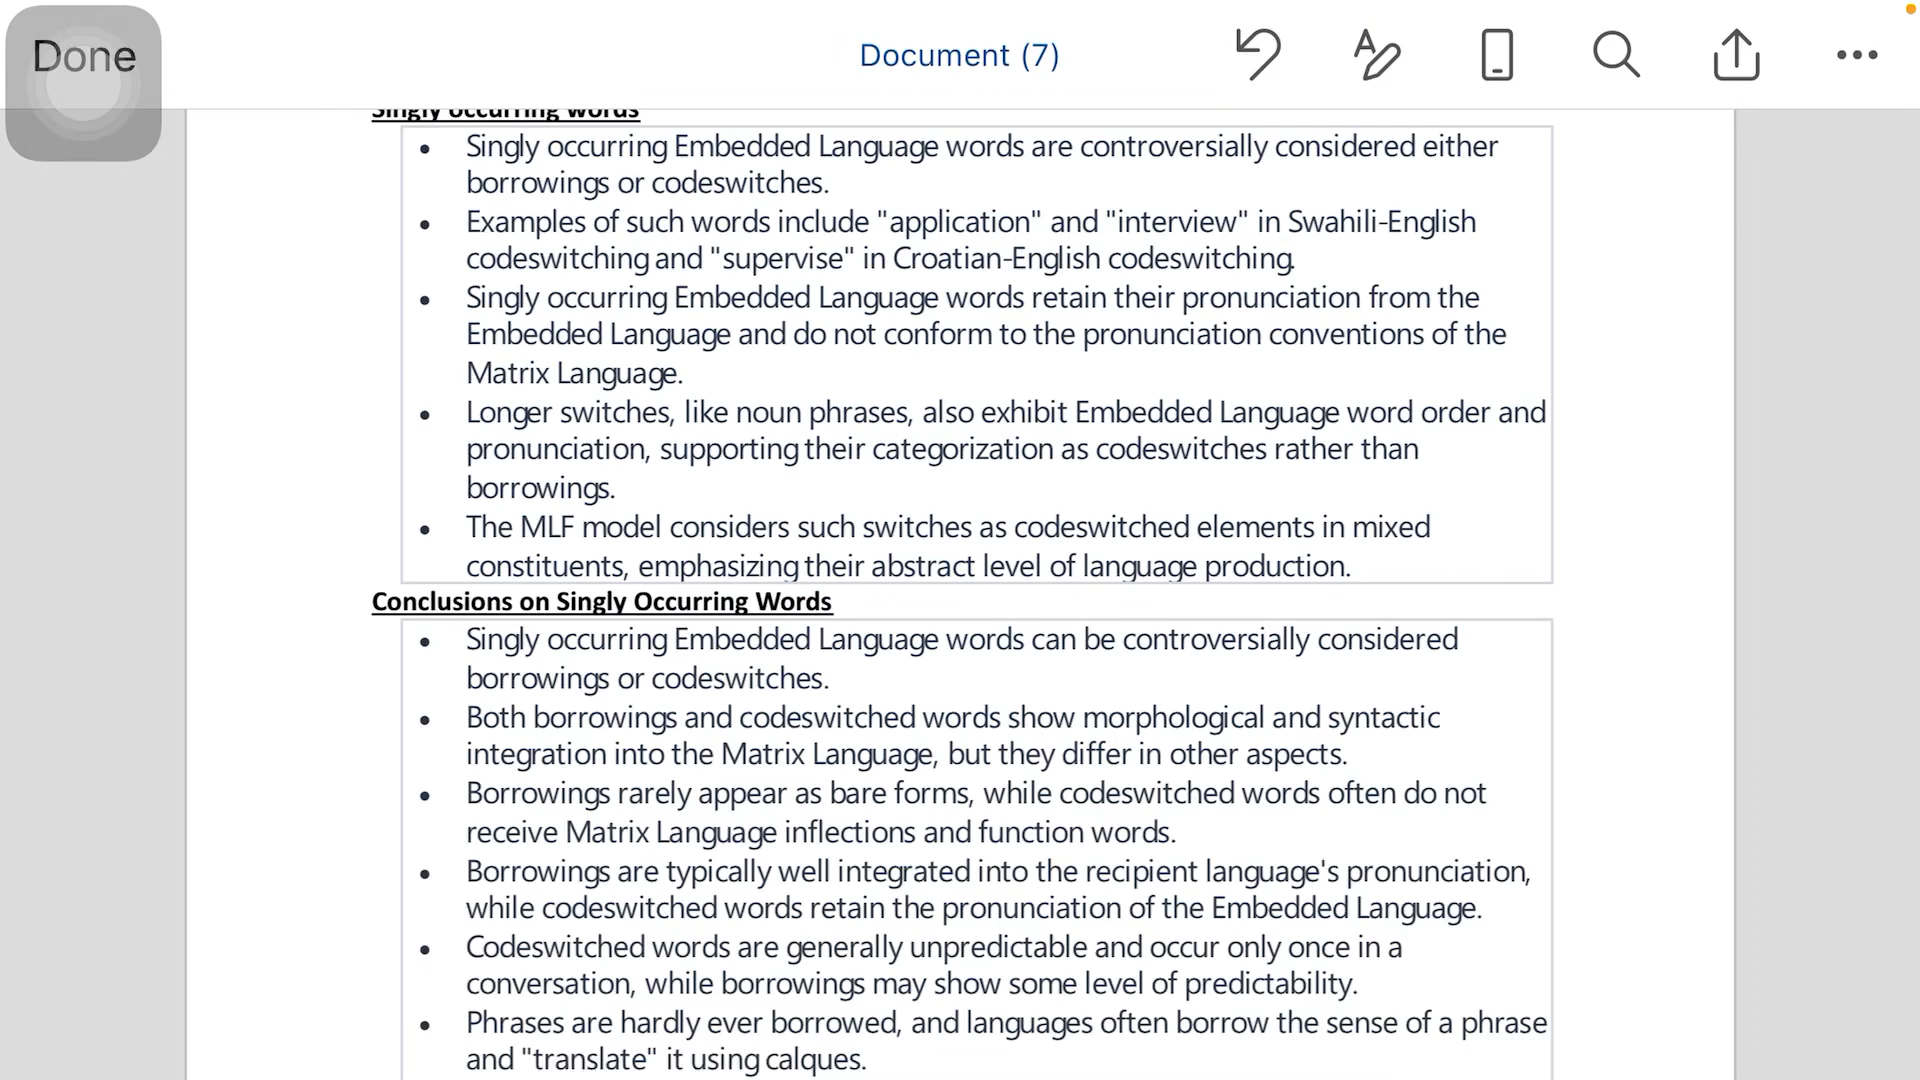 Done
Document (7)
Singly occurring words
• Singly occurring Embedded Language words are controversially considered either
borrowings or codeswitches.
• Examples of such words include "application" and "interview" in Swahili-English
codeswitching and "supervise" in Croatian-English codeswitching.
• Singly occurring Embedded Language words retain their pronunciation from the
Embedded Language and do not conform to the pronunciation conventions of the
Matrix Language.
• Longer switches, like noun phrases, also exhibit Embedded Language word order and
pronunciation, supporting their categorization as codeswitches rather than
borrowings.
• The MLF model considers such switches as codeswitched elements in mixed
constituents, emphasizing their abstract level of language production.
Conclusions on Singly Occurring Words
• Singly occurring Embedded Language words can be controversially considered
borrowings or codeswitches.
• Both borrowings and codeswitched words show morphological and syntactic
integration into the Matrix Language, but they differ in other aspects.
• Borrowings rarely appear as bare forms, while codeswitched words often do not
receive Matrix Language inflections and function words.
• Borrowings are typically well integrated into the recipient language's pronunciation,
while codeswitched words retain the pronunciation of the Embedded Language.
• Codeswitched words are generally unpredictable and occur only once in a
conversation, while borrowings may show some level of predictability.
• Phrases are hardly ever borrowed, and languages often borrow the sense of a phrase
and "translate" it using calques.